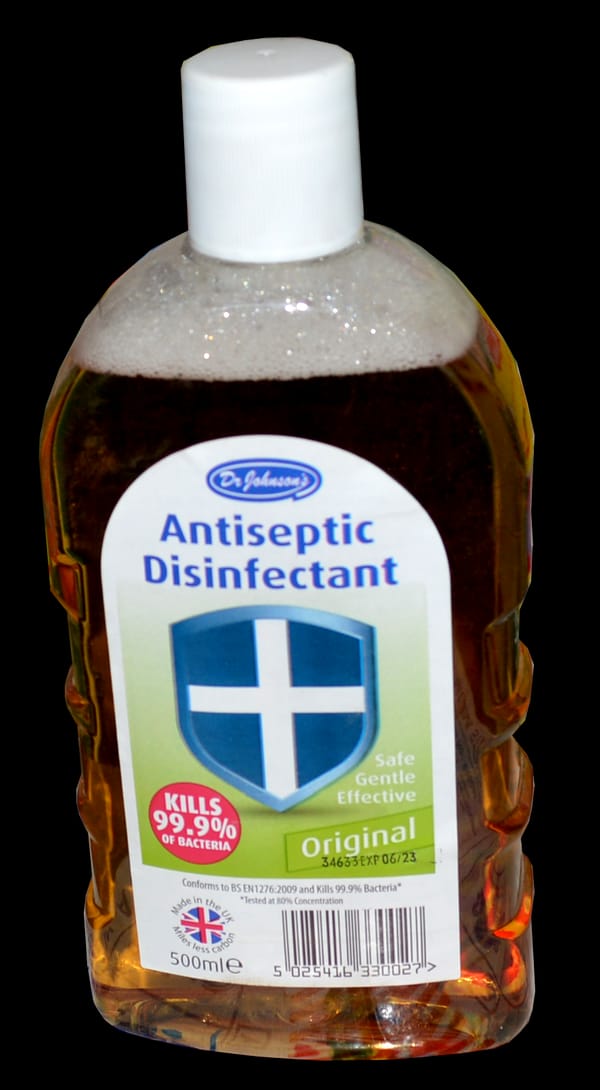 Dr Johnson's
Antiseptic
Disinfectant
Safe
Gentle
Effective
KILLS
99.9%
OF BACTERIA
Original
34633 EXP 06/23
Conforms to BS EN1276:2009 and Kills 99.9% Bacteria*
*Tested at 80% Concentration
Made in the UK
Miles less carbon
500ml e
5 025416 330027 >